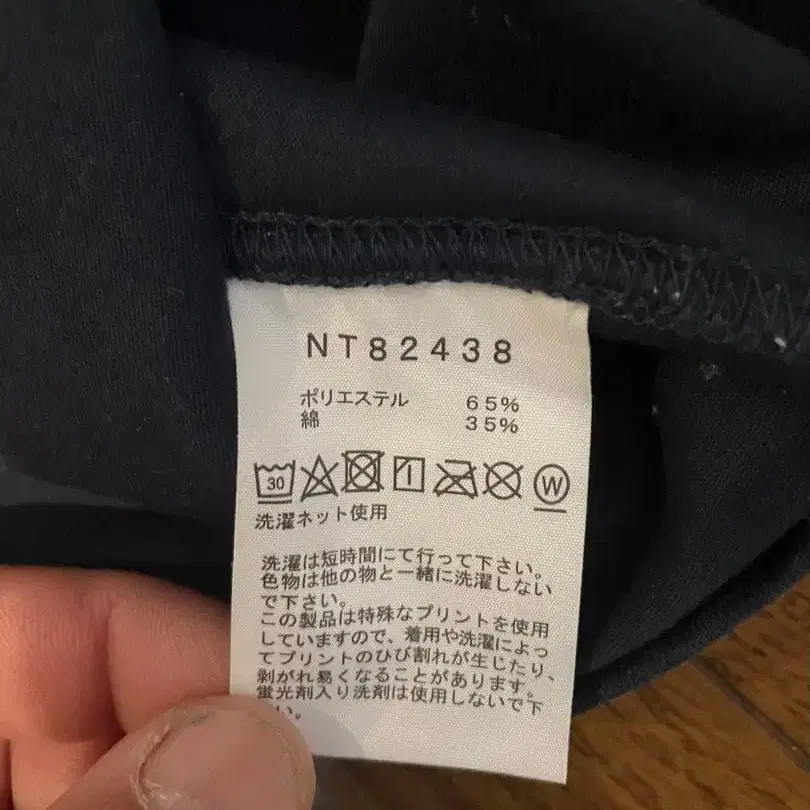 NT82438
ポリエステル 65%
綿 35%
30 W
洗濯ネット使用
洗濯は短時間にて行って下さい。
色物は他の物と一緒に洗濯しない
で下さい。
この製品は特殊なプリントを使用
していますので、着用や洗濯によっ
てプリントのひび割れが生じたり、
剥がれ易くなることがあります。
蛍光剤入り洗剤は使用しないで下
い。